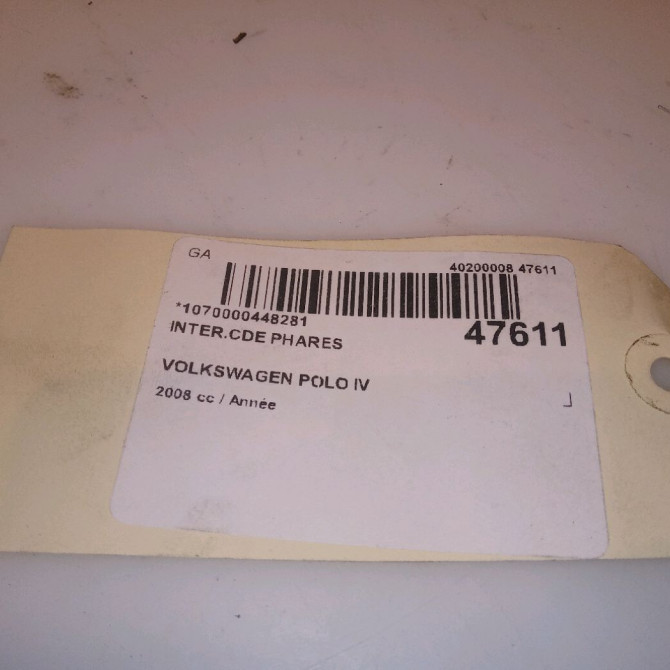 GA
40200008 47611
*1070000448281
47611
INTER.CDE PHARES
VOLKSWAGEN POLO IV
2008 cc / Année